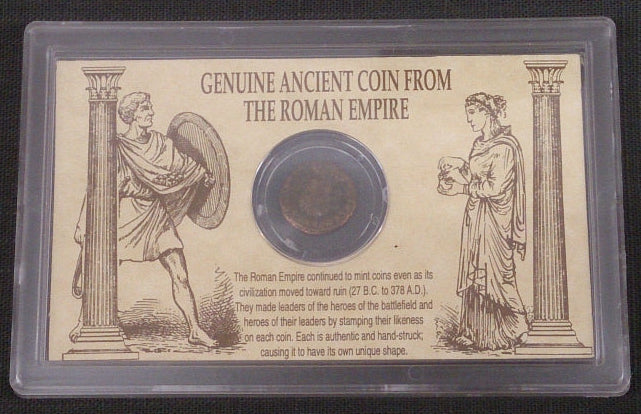 GENUINE ANCIENT COIN FROM
THE ROMAN EMPIRE
The Roman Empire continued to mint coins even as its
civilization moved toward ruin (27 B.C. to 378 A.D.).
They made leaders of the heroes of the battlefield and
heroes of their leaders by stamping their likeness
on each coin. Each is authentic and hand-struck;
causing it to have its own unique shape.